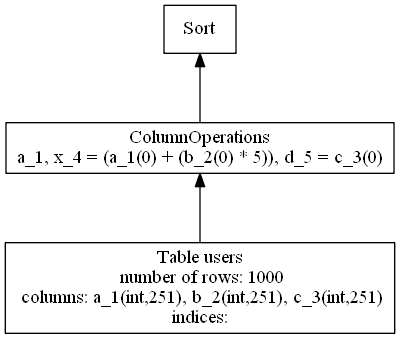 Sort
ColumnOperations
a_1, x_4 = (a_1(0) + (b_2(0) * 5)), d_5 = c_3(0)
Table users
number of rows: 1000
columns: a_1(int,251), b_2(int,251), c_3(int,251)
indices: